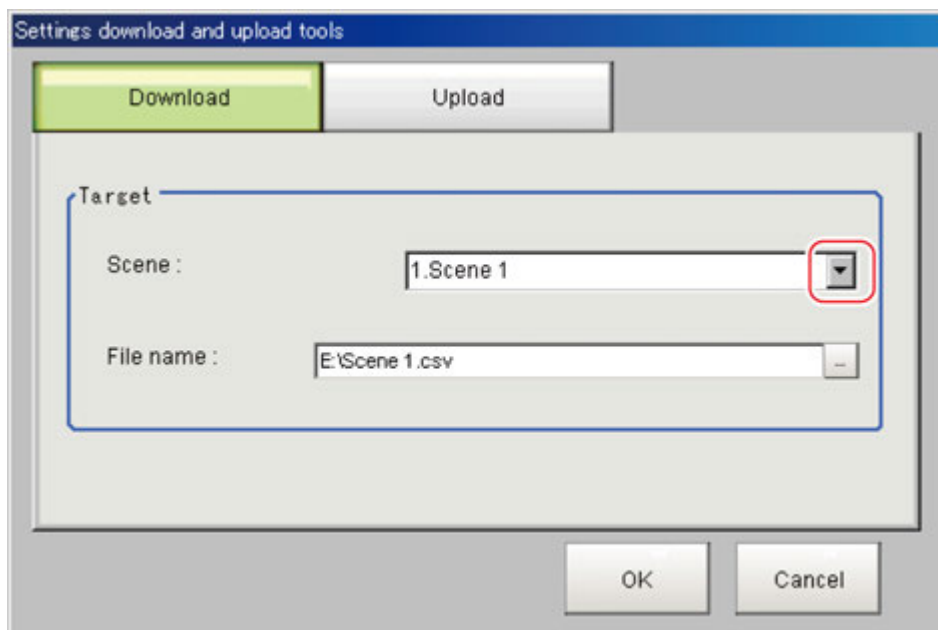 Settings download and upload tools
Download
Upload
Target
Scene :
1.Scene 1
File name :
E:\Scene 1.csv
...
OK
Cancel